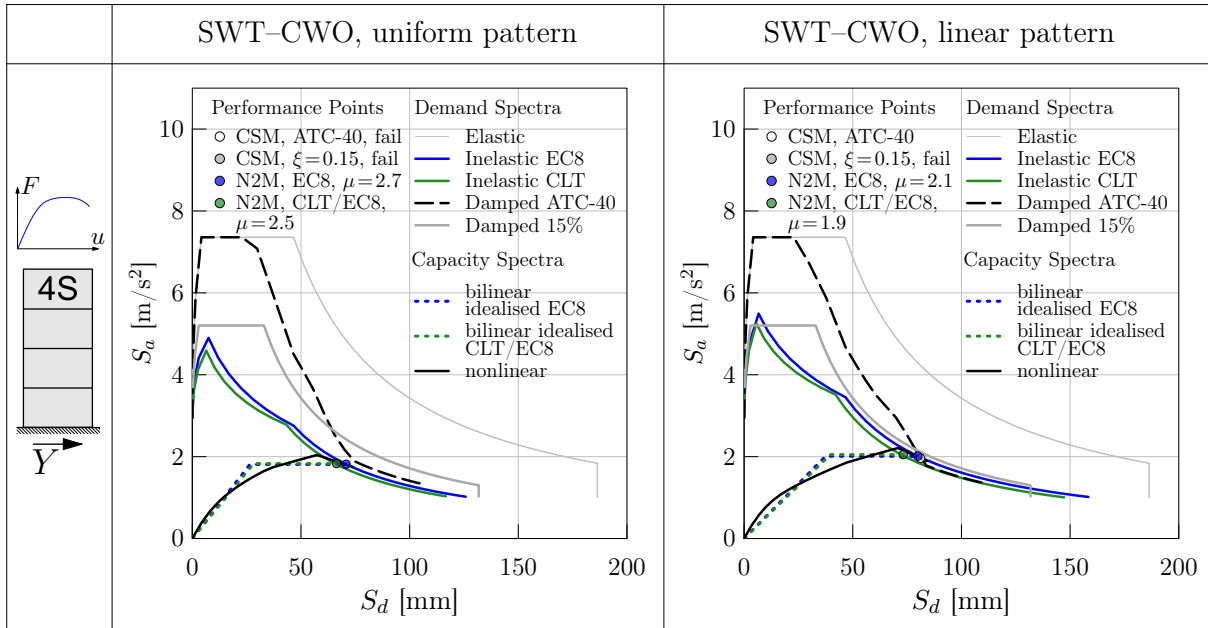 SWT–CWO, uniform pattern
SWT–CWO, linear pattern
F
u
4S
Y
Performance Points
CSM, ATC-40, fail
CSM, ξ=0.15, fail
N2M, EC8, μ=2.7
N2M, CLT/EC8,
μ=2.5
Demand Spectra
Elastic
Inelastic EC8
Inelastic CLT
Damped ATC-40
Damped 15%
Capacity Spectra
bilinear
idealised EC8
bilinear idealised
CLT/EC8
nonlinear
10
8
6
4
2
0
Sₐ [m/s²]
0
50
100
150
200
S_d [mm]
Performance Points
CSM, ATC-40
CSM, ξ=0.15, fail
N2M, EC8, μ=2.1
N2M, CLT/EC8,
μ=1.9
Demand Spectra
Elastic
Inelastic EC8
Inelastic CLT
Damped ATC-40
Damped 15%
Capacity Spectra
bilinear
idealised EC8
bilinear idealised
CLT/EC8
nonlinear
10
8
6
4
2
0
Sₐ [m/s²]
0
50
100
150
200
S_d [mm]